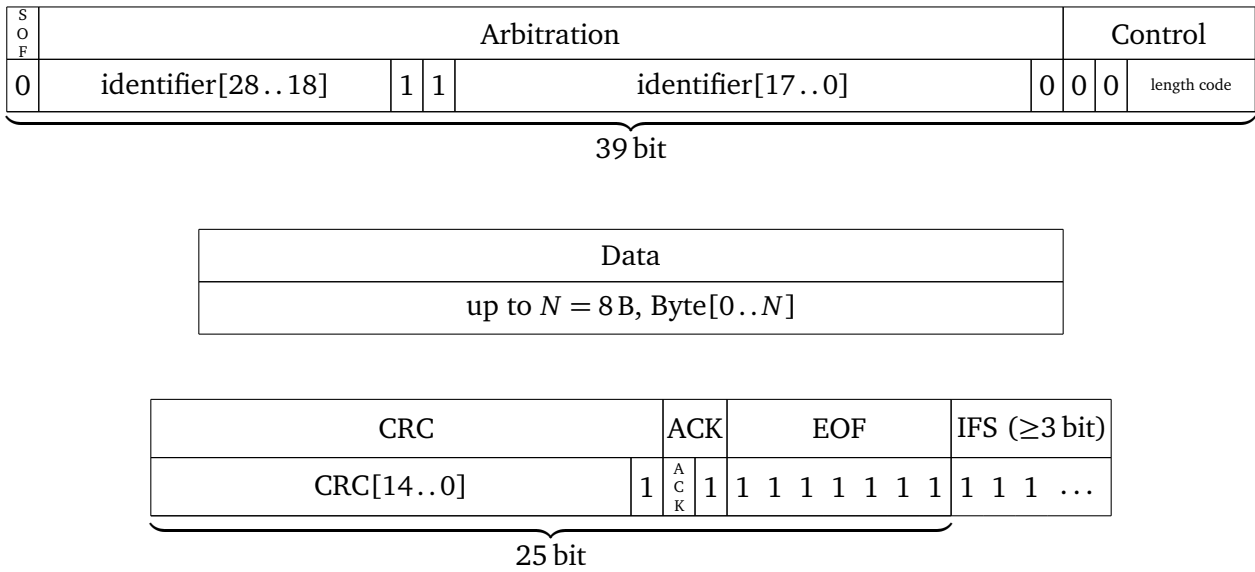 SOF Arbitration Control
0 identifier[28..18] 1 1 identifier[17..0] 0 0 0 length code
39 bit
Data
up to N = 8 B, Byte[0..N]
CRC ACK EOF IFS (≥3 bit)
CRC[14..0] 1 ACK 1 1 1 1 1 1 1 1 1 1 1 ...
25 bit